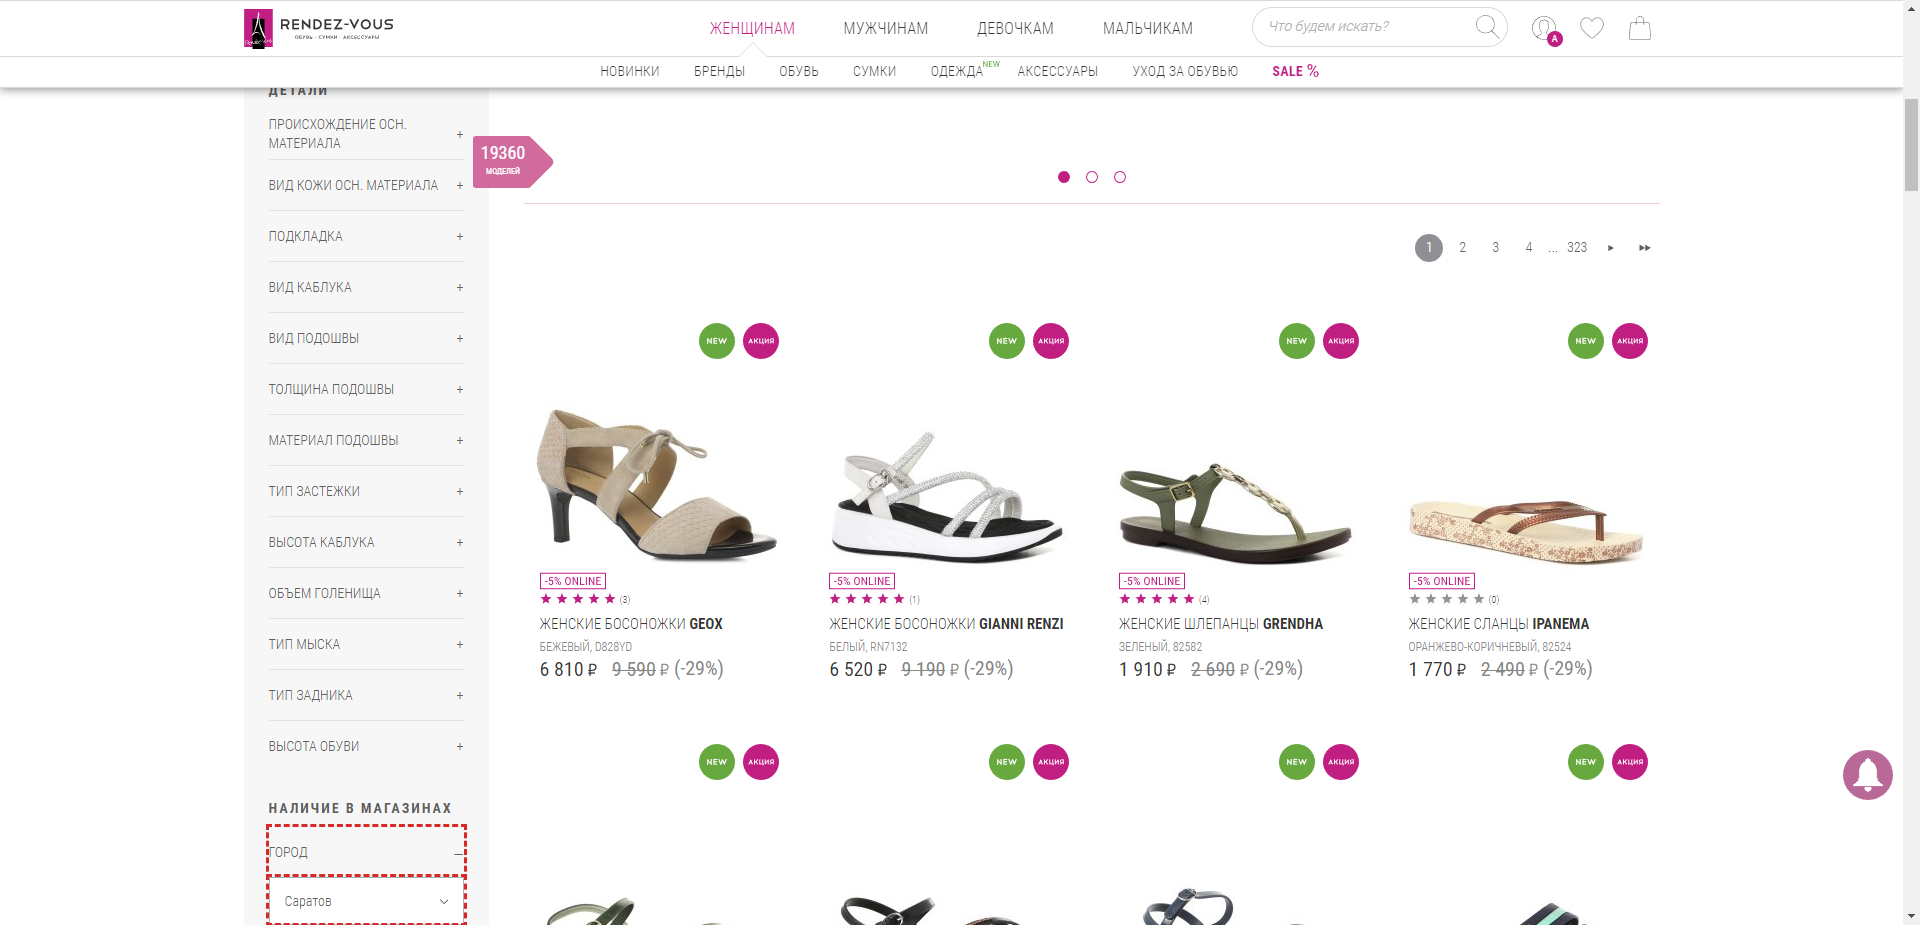 RENDEZ-VOUS
ОБУВЬ · СУМКИ · АКСЕССУАРЫ
ЖЕНЩИНАМ
МУЖЧИНАМ
ДЕВОЧКАМ
МАЛЬЧИКАМ
Что будем искать?
A
НОВИНКИ
БРЕНДЫ
ОБУВЬ
СУМКИ
ОДЕЖДА NEW
АКСЕССУАРЫ
УХОД ЗА ОБУВЬЮ
SALE %
ДЕТАЛИ
ПРОИСХОЖДЕНИЕ ОСН.
МАТЕРИАЛА +
ВИД КОЖИ ОСН. МАТЕРИАЛА +
ПОДКЛАДКА +
ВИД КАБЛУКА +
ВИД ПОДОШВЫ +
ТОЛЩИНА ПОДОШВЫ +
МАТЕРИАЛ ПОДОШВЫ +
ТИП ЗАСТЕЖКИ +
ВЫСОТА КАБЛУКА +
ОБЪЕМ ГОЛЕНИЩА +
ТИП МЫСКА +
ТИП ЗАДНИКА +
ВЫСОТА ОБУВИ +
НАЛИЧИЕ В МАГАЗИНАХ
ГОРОД –
Саратов
19360
МОДЕЛЕЙ
1 2 3 4 ... 323
NEW АКЦИЯ
-5% ONLINE
(3)
ЖЕНСКИЕ БОСОНОЖКИ GEOX
БЕЖЕВЫЙ, D828YD
6 810 ₽ 9 590 ₽ (-29%)
NEW АКЦИЯ
-5% ONLINE
(1)
ЖЕНСКИЕ БОСОНОЖКИ GIANNI RENZI
БЕЛЫЙ, RN7132
6 520 ₽ 9 190 ₽ (-29%)
NEW АКЦИЯ
-5% ONLINE
(4)
ЖЕНСКИЕ ШЛЕПАНЦЫ GRENDHA
ЗЕЛЕНЫЙ, 82582
1 910 ₽ 2 690 ₽ (-29%)
NEW АКЦИЯ
-5% ONLINE
(0)
ЖЕНСКИЕ СЛАНЦЫ IPANEMA
ОРАНЖЕВО-КОРИЧНЕВЫЙ, 82524
1 770 ₽ 2 490 ₽ (-29%)
NEW АКЦИЯ
NEW АКЦИЯ
NEW АКЦИЯ
NEW АКЦИЯ